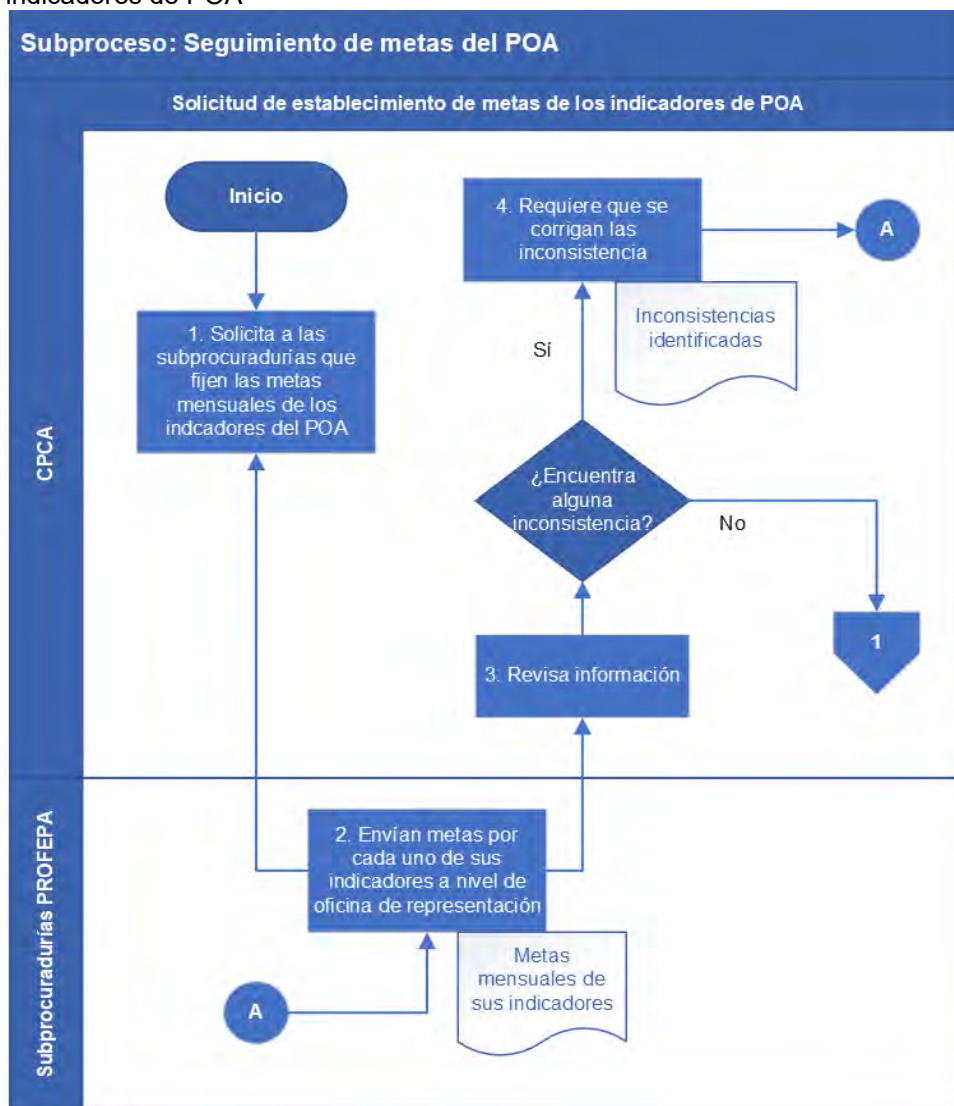 indicadores de POA
Subproceso: Seguimiento de metas del POA
Solicitud de establecimiento de metas de los indicadores de POA
CPCA
Inicio
1. Solicita a las
subprocuradurías que
fijen las metas
mensuales de los
indcadores del POA
4. Requiere que se
corrigan las
inconsistencia
A
Inconsistencias
identificadas
Sí
¿Encuentra
alguna
inconsistencia?
No
1
3. Revisa información
Subprocuradurías PROFEPA
2. Envían metas por
cada uno de sus
indicadores a nivel de
oficina de representación
Metas
mensuales de
sus indicadores
A